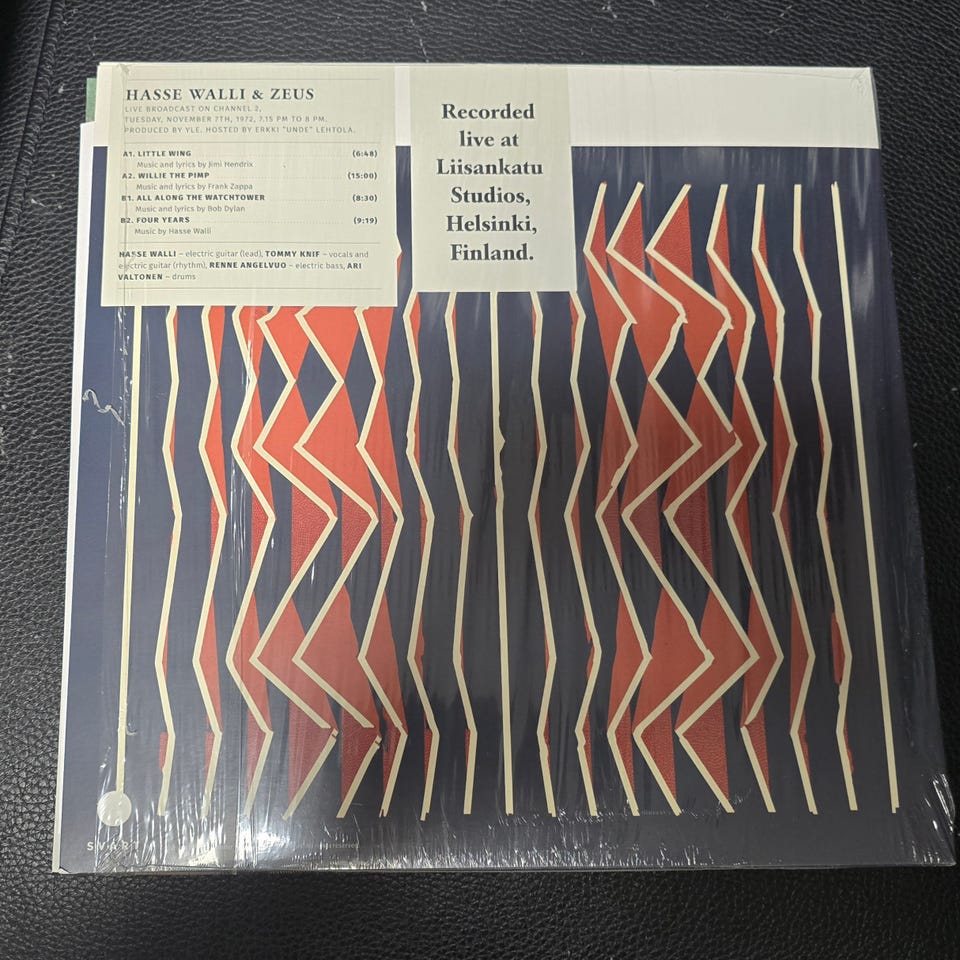 HASSE WALLI & ZEUS
LIVE BROADCAST ON CHANNEL 2,
TUESDAY, NOVEMBER 7TH, 1972, 7.15 PM TO 8 PM.
PRODUCED BY YLE. HOSTED BY ERKKI "UNDE" LEHTOLA.
A1. LITTLE WING (6:48)
Music and lyrics by Jimi Hendrix
A2. WILLIE THE PIMP (15:00)
Music and lyrics by Frank Zappa
B1. ALL ALONG THE WATCHTOWER (8:30)
Music and lyrics by Bob Dylan
B2. FOUR YEARS (9:19)
Music by Hasse Walli
HASSE WALLI – electric guitar (lead), TOMMY KNIF – vocals and
electric guitar (rhythm), RENNE ANGELVUO – electric bass, ARI
VALTONEN – drums
Recorded
live at
Liisankatu
Studios,
Helsinki,
Finland.
SVART
reserved